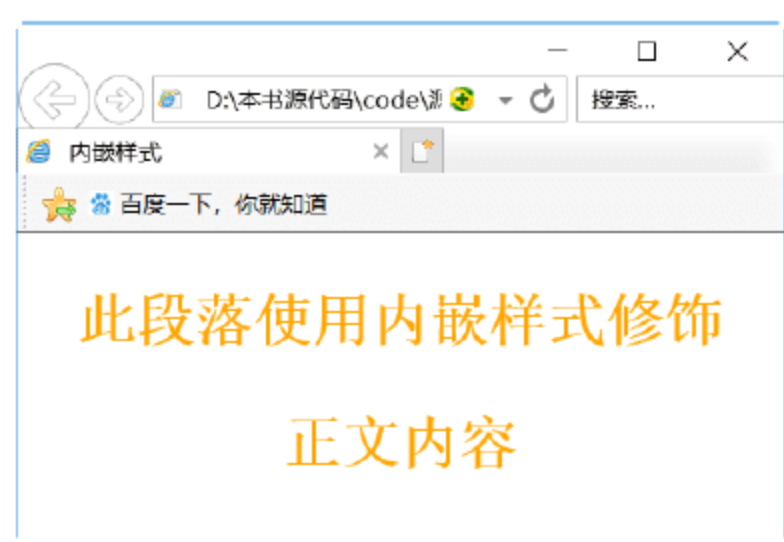 D:\本书源代码\code\源
搜索...
内嵌样式
百度一下，你就知道
此段落使用内嵌样式修饰
正文内容